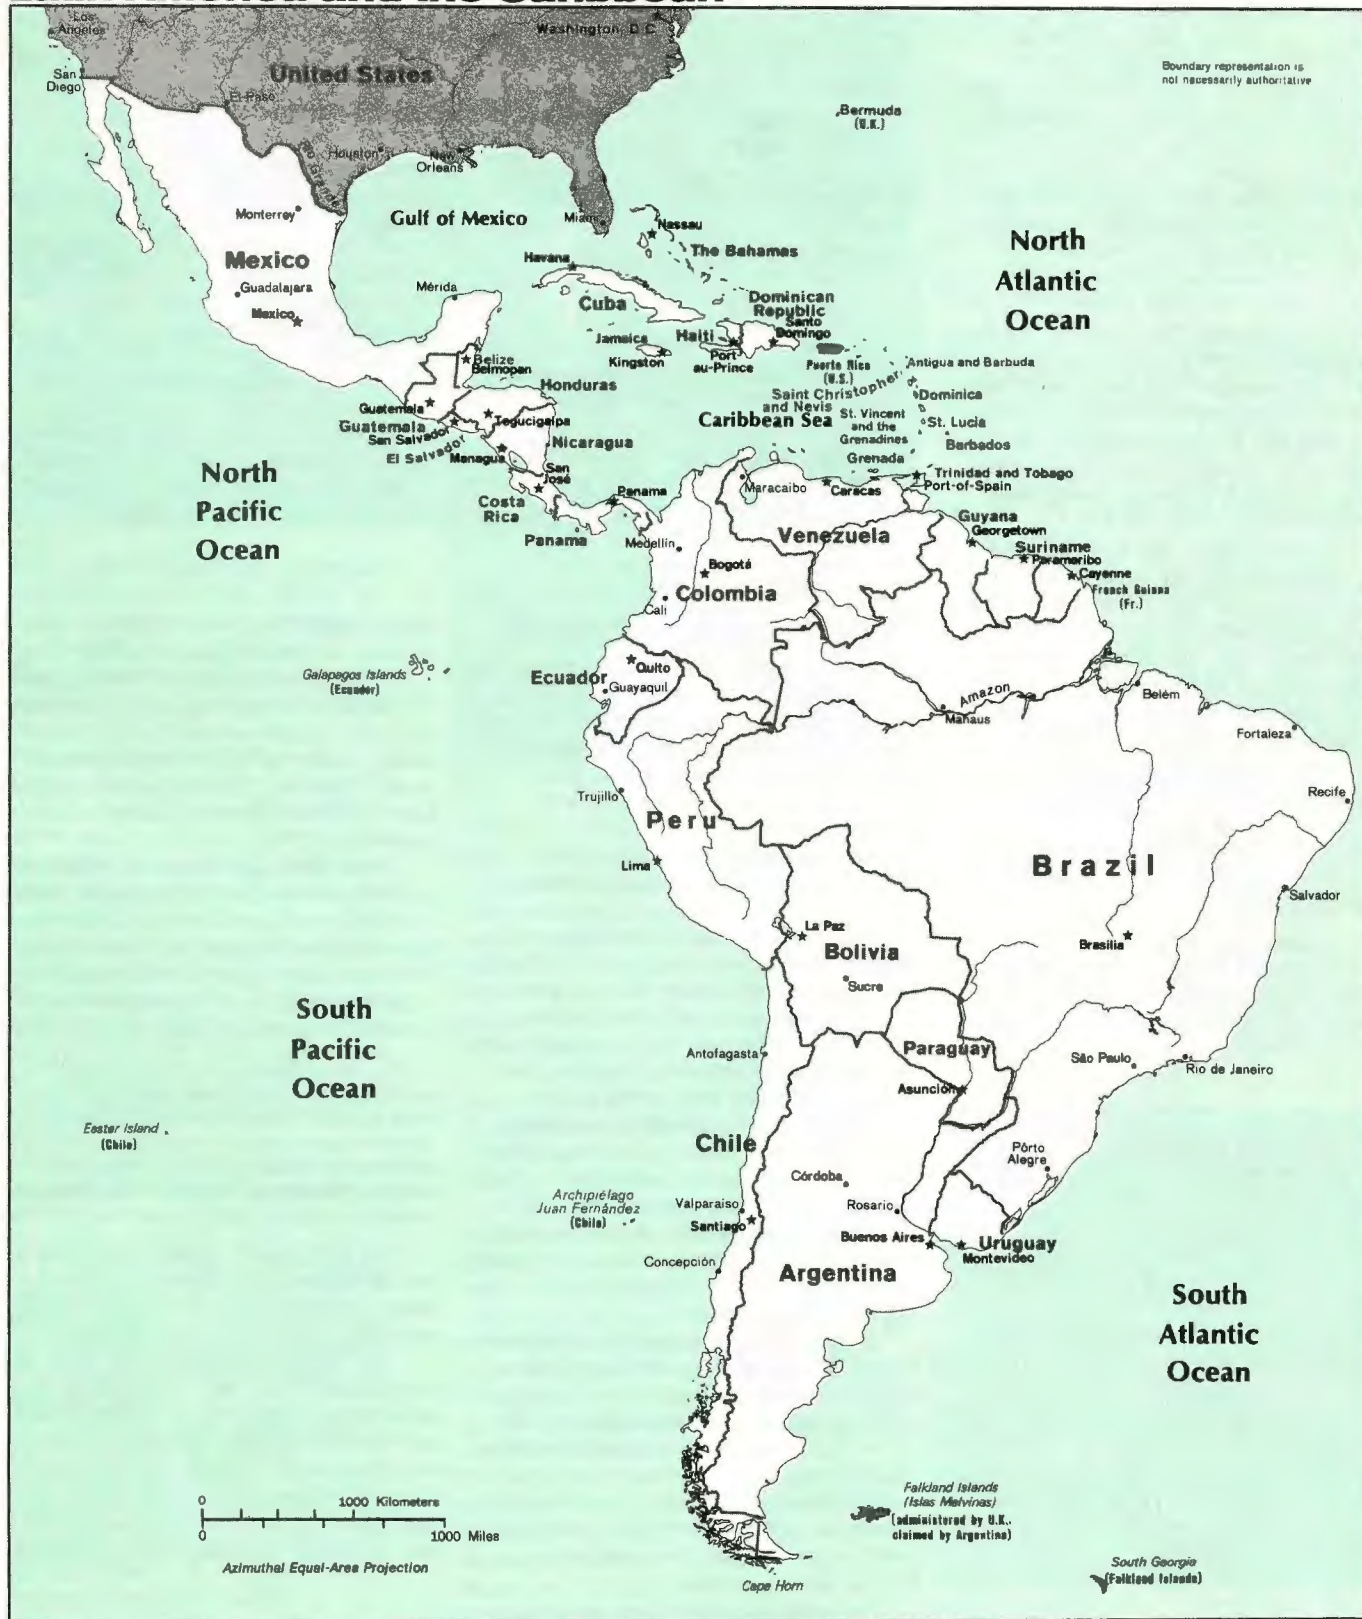 Latin America and the Caribbean
Los
Angeles
Washington, D.C.
San
Diego
United States
El Paso
Boundary representation is
not necessarily authoritative
Bermuda
(U.K.)
Houston
New
Orleans
Rio Grande
Monterrey
Gulf of Mexico
Miami
Nassau
The Bahamas
North
Atlantic
Ocean
Mexico
Havana
Guadalajara
Mérida
Mexico
Cuba
Dominican
Republic
Santo
Domingo
Jamaica
Haiti
Kingston
Port-
au-Prince
Puerto Rico
(U.S.)
Antigua and Barbuda
Belize
Belmopan
Honduras
Saint Christopher
and Nevis
Dominica
Guatemala
Tegucigalpa
Caribbean Sea
St. Vincent
and the
Grenadines
St. Lucia
Guatemala
San Salvador
El Salvador
Nicaragua
Barbados
Managua
Grenada
North
Pacific
Ocean
San
José
Trinidad and Tobago
Port-of-Spain
Costa
Rica
Panama
Maracaibo
Caracas
Panama
Medellín
Venezuela
Guyana
Georgetown
Suriname
Paramaribo
Bogotá
Cayenne
French Guiana
(Fr.)
Colombia
Cali
Galapagos Islands
(Ecuador)
Quito
Ecuador
Guayaquil
Amazon
Manaus
Belém
Fortaleza
Trujillo
Recife
Peru
Lima
Brazil
Salvador
La Paz
Bolivia
Brasília
Sucre
South
Pacific
Ocean
Paraguay
Antofagasta
São Paulo
Rio de Janeiro
Asunción
Easter Island
(Chile)
Chile
Pôrto
Alegre
Córdoba
Archipiélago
Juan Fernández
(Chile)
Valparaíso
Rosario
Santiago
Buenos Aires
Uruguay
Montevideo
Concepción
Argentina
South
Atlantic
Ocean
0 1000 Kilometers
0 1000 Miles
Azimuthal Equal-Area Projection
Falkland Islands
(Islas Malvinas)
(administered by U.K.,
claimed by Argentina)
Cape Horn
South Georgia
(Falkland Islands)